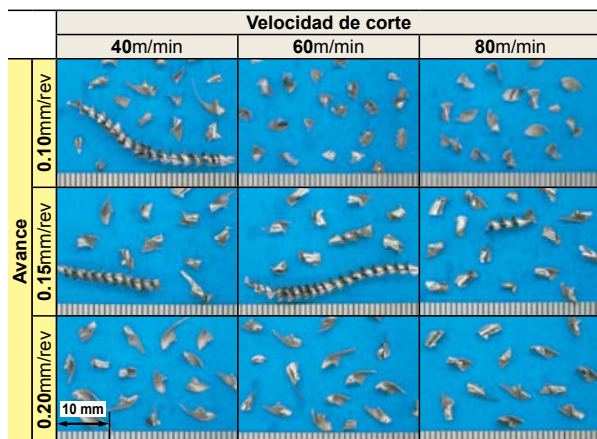 Velocidad de corte
40m/min 60m/min 80m/min
Avance
0.10mm/rev
0.15mm/rev
0.20mm/rev
10 mm